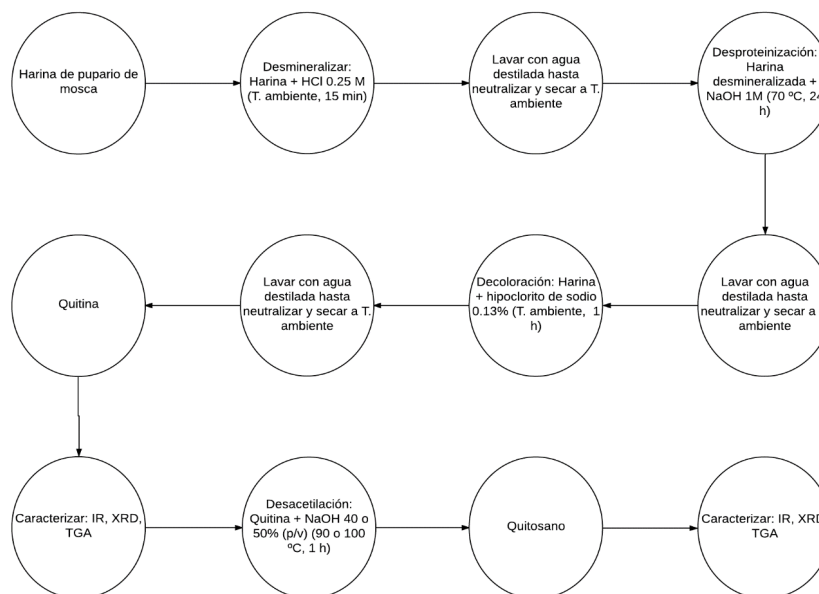 Harina de pupario de
mosca
Desmineralizar:
Harina + HCl 0.25 M
(T. ambiente, 15 min)
Lavar con agua
destilada hasta
neutralizar y secar a T.
ambiente
Desproteinización:
Harina
desmineralizada +
NaOH 1M (70 ºC, 24
h)
Quitina
Lavar con agua
destilada hasta
neutralizar y secar a T.
ambiente
Decoloración: Harina
+ hipoclorito de sodio
0.13% (T. ambiente, 1
h)
Lavar con agua
destilada hasta
neutralizar y secar a
ambiente
Caracterizar: IR, XRD,
TGA
Desacetilación:
Quitina + NaOH 40 o
50% (p/v) (90 o 100
ºC, 1 h)
Quitosano
Caracterizar: IR, XRD
TGA